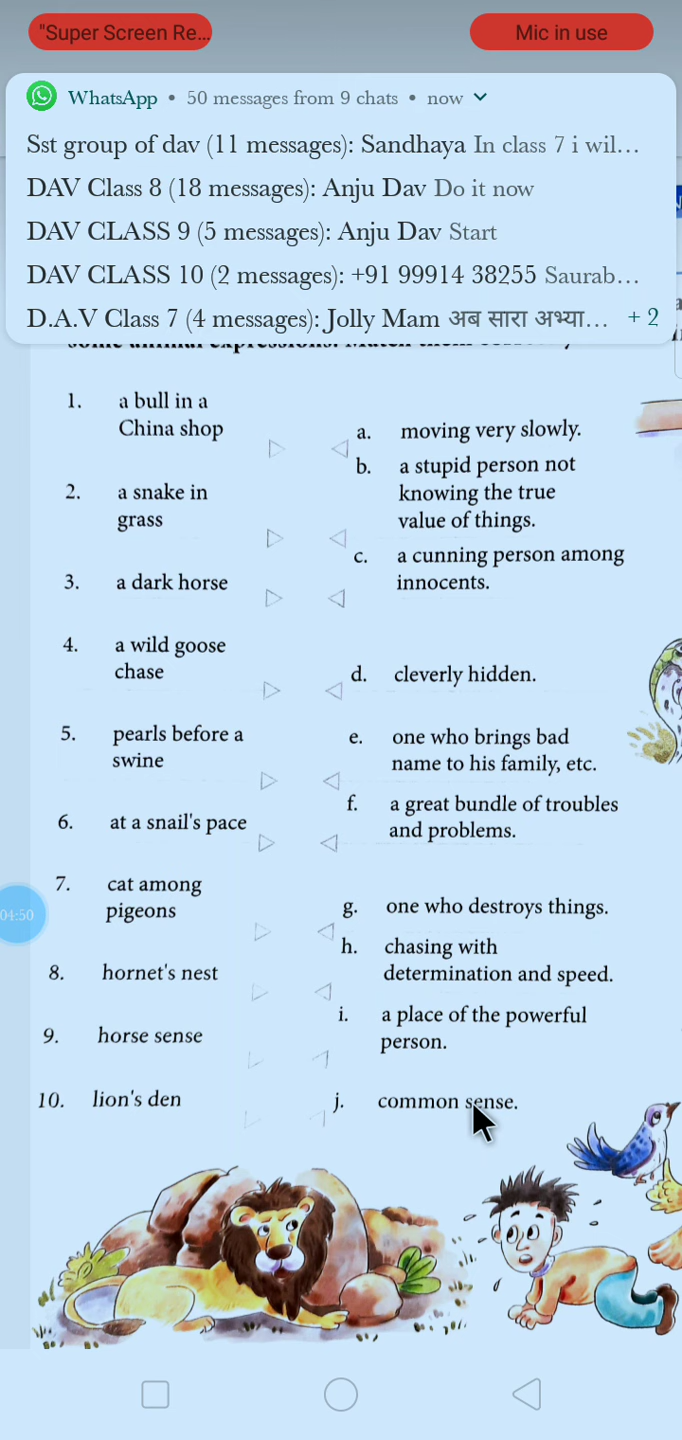 "Super Screen Re...
Mic in use
WhatsApp • 50 messages from 9 chats • now
Sst group of dav (11 messages): Sandhaya In class 7 i wil...
DAV Class 8 (18 messages): Anju Dav Do it now
DAV CLASS 9 (5 messages): Anju Dav Start
DAV CLASS 10 (2 messages): +91 99914 38255 Saurab...
D.A.V Class 7 (4 messages): Jolly Mam अब सारा अभ्या... + 2
1. a bull in a
China shop
a. moving very slowly.
b. a stupid person not
knowing the true
value of things.
2. a snake in
grass
c. a cunning person among
innocents.
3. a dark horse
4. a wild goose
chase
d. cleverly hidden.
5. pearls before a
swine
e. one who brings bad
name to his family, etc.
f. a great bundle of troubles
and problems.
6. at a snail's pace
7. cat among
pigeons
g. one who destroys things.
h. chasing with
determination and speed.
8. hornet's nest
i. a place of the powerful
person.
9. horse sense
10. lion's den
j. common sense.
04:50